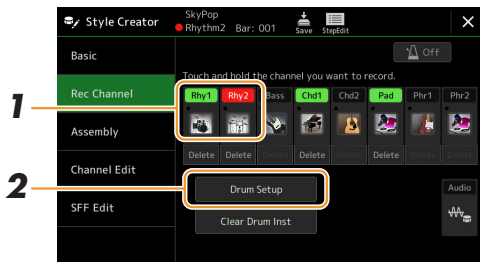 Style Creator
SkyPop
Rhythm2 Bar: 001
Save StepEdit
Basic
Off
Touch and hold the channel you want to record.
Rec Channel
Rhy1 Rhy2 Bass Chd1 Chd2 Pad Phr1 Phr2
1
Assembly
Delete Delete Delete Delete Delete Delete Delete Delete
Channel Edit
2
Drum Setup
Audio
SFF Edit
Clear Drum Inst